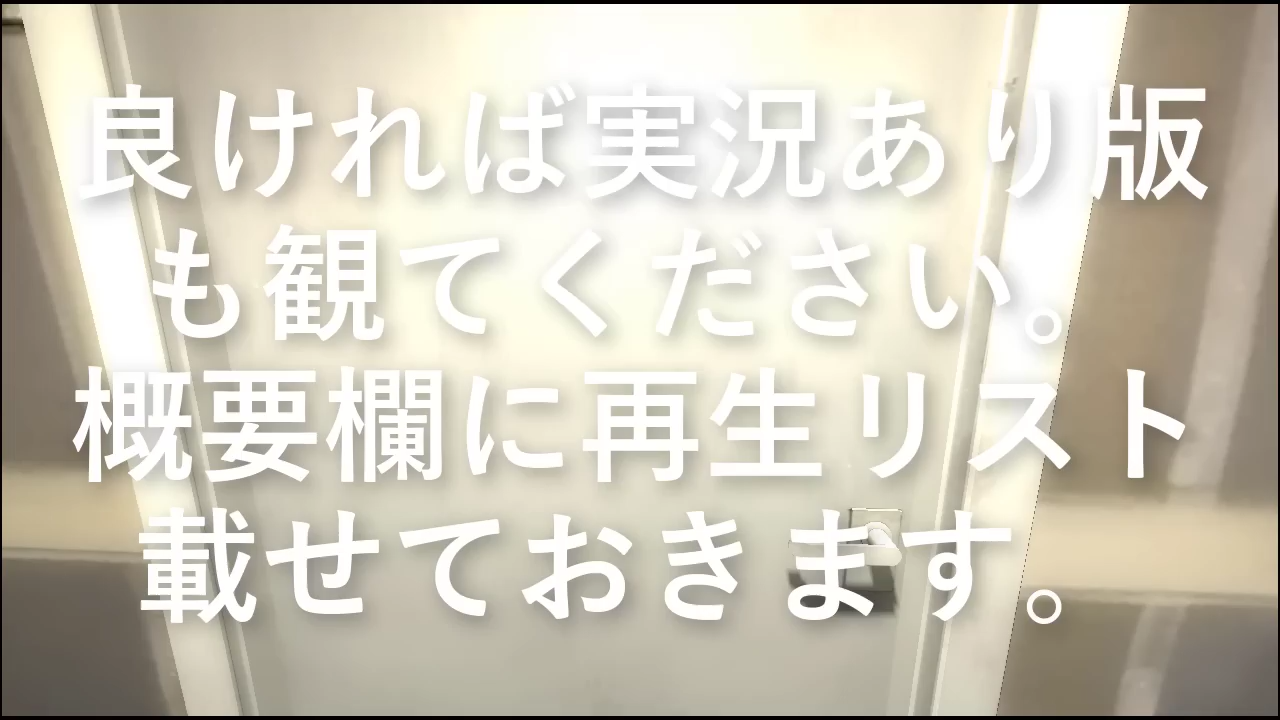 良ければ実況あり版
も観てください。
概要欄に再生リスト
載せておきます。